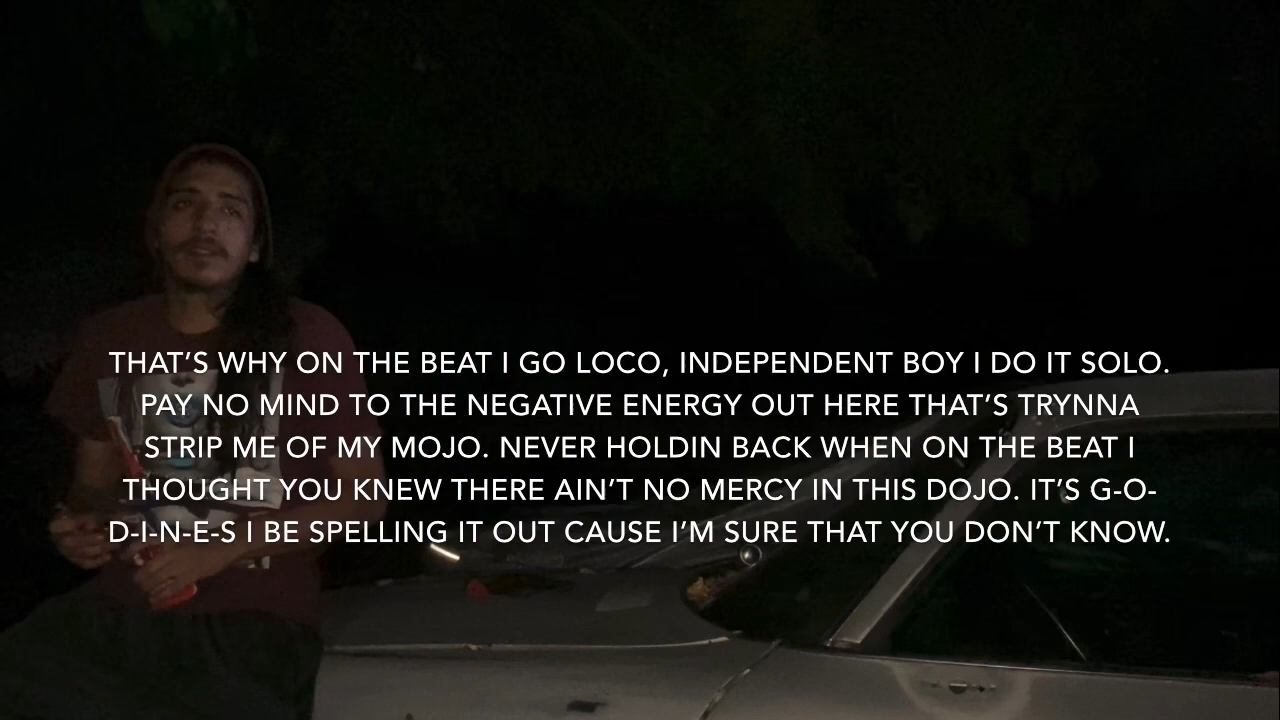 THAT'S WHY ON THE BEAT I GO LOCO, INDEPENDENT BOY I DO IT SOLO.
PAY NO MIND TO THE NEGATIVE ENERGY OUT HERE THAT'S TRYNNA
STRIP ME OF MY MOJO. NEVER HOLDIN BACK WHEN ON THE BEAT I
THOUGHT YOU KNEW THERE AIN'T NO MERCY IN THIS DOJO. IT'S G-O-
D-I-N-E-S I BE SPELLING IT OUT CAUSE I'M SURE THAT YOU DON'T KNOW.